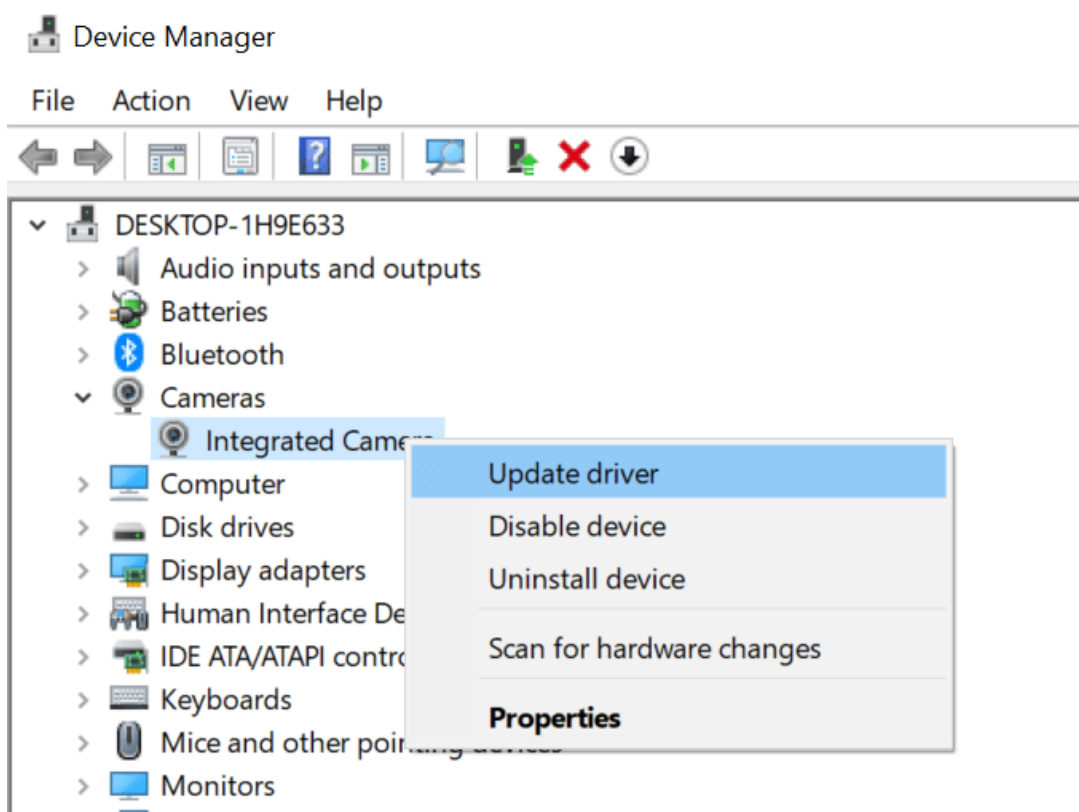 Device Manager
File Action View Help
DESKTOP-1H9E633
Audio inputs and outputs
Batteries
Bluetooth
Cameras
Integrated Camera
Update driver
Computer
Disable device
Disk drives
Uninstall device
Display adapters
Human Interface De
Scan for hardware changes
IDE ATA/ATAPI contro
Keyboards
Properties
Mice and other pointing devices
Monitors